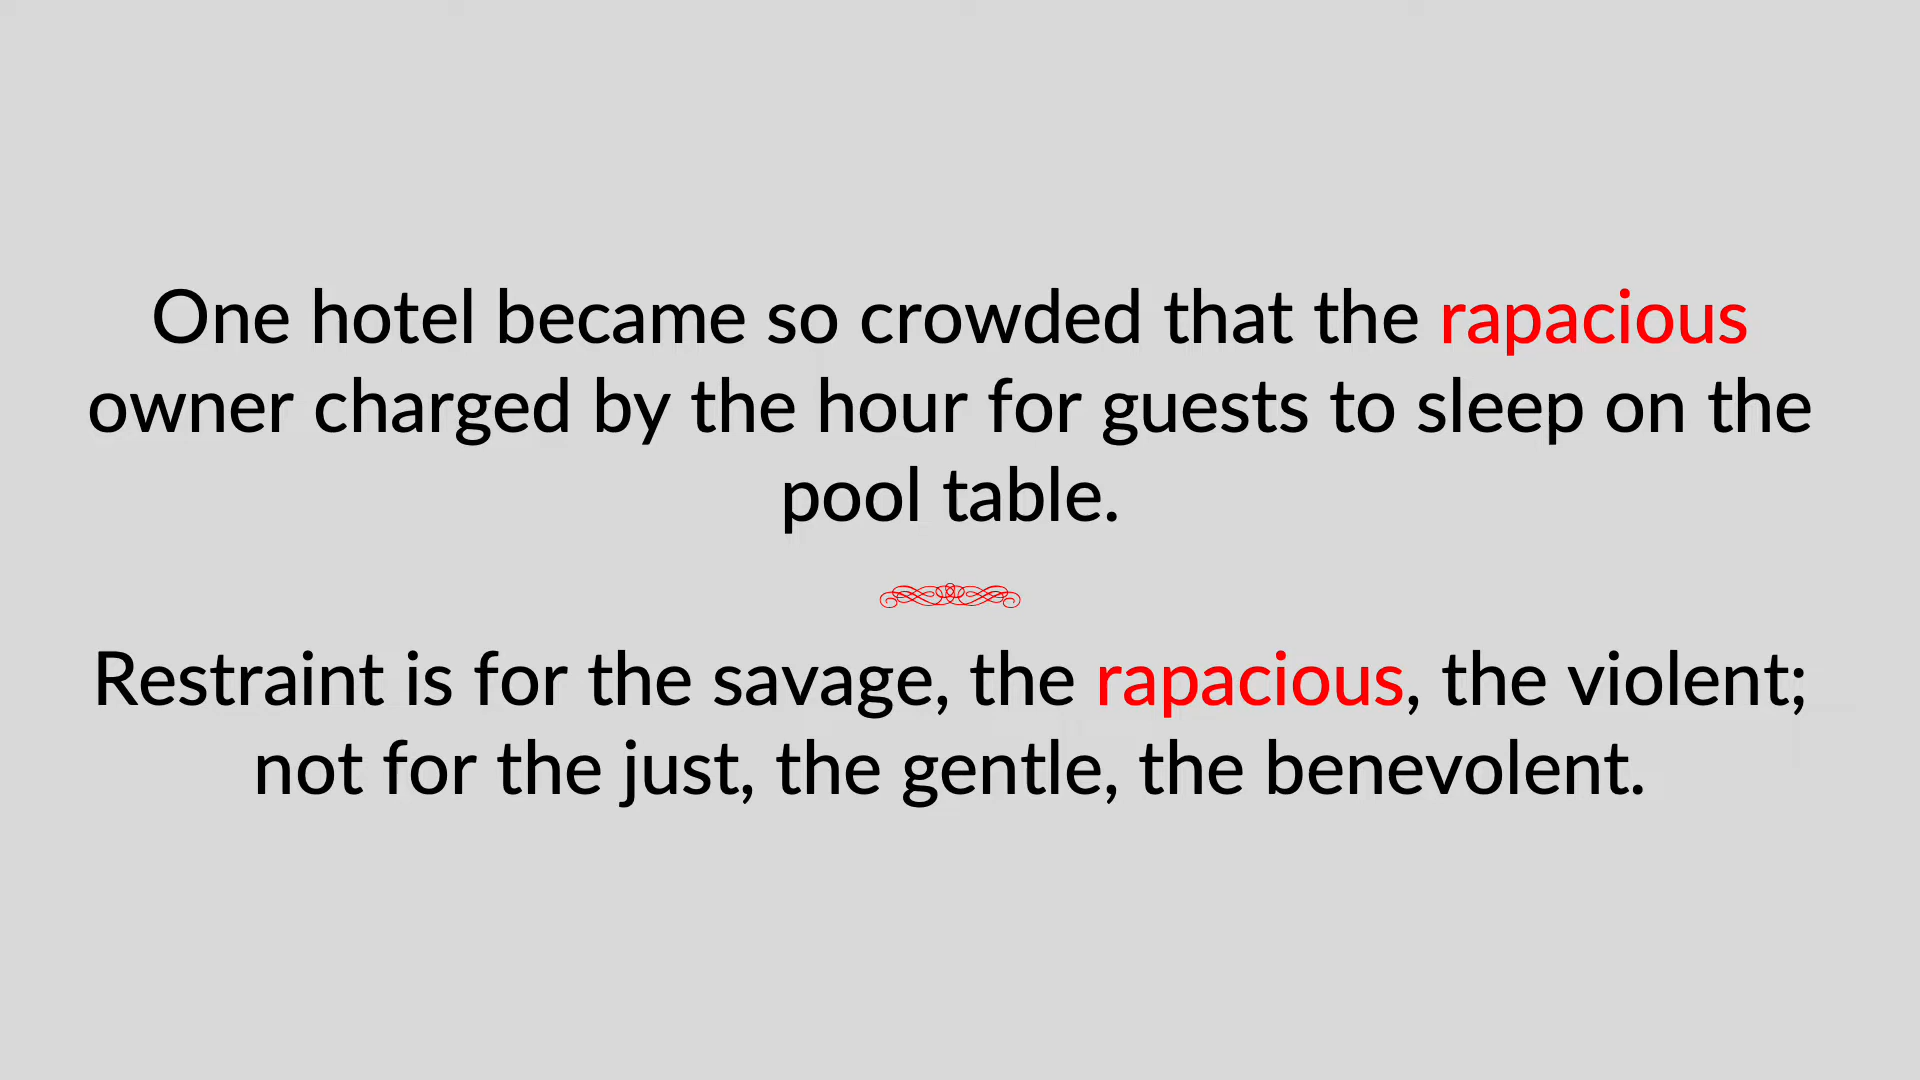 One hotel became so crowded that the rapacious
owner charged by the hour for guests to sleep on the
pool table.
Restraint is for the savage, the rapacious, the violent;
not for the just, the gentle, the benevolent.